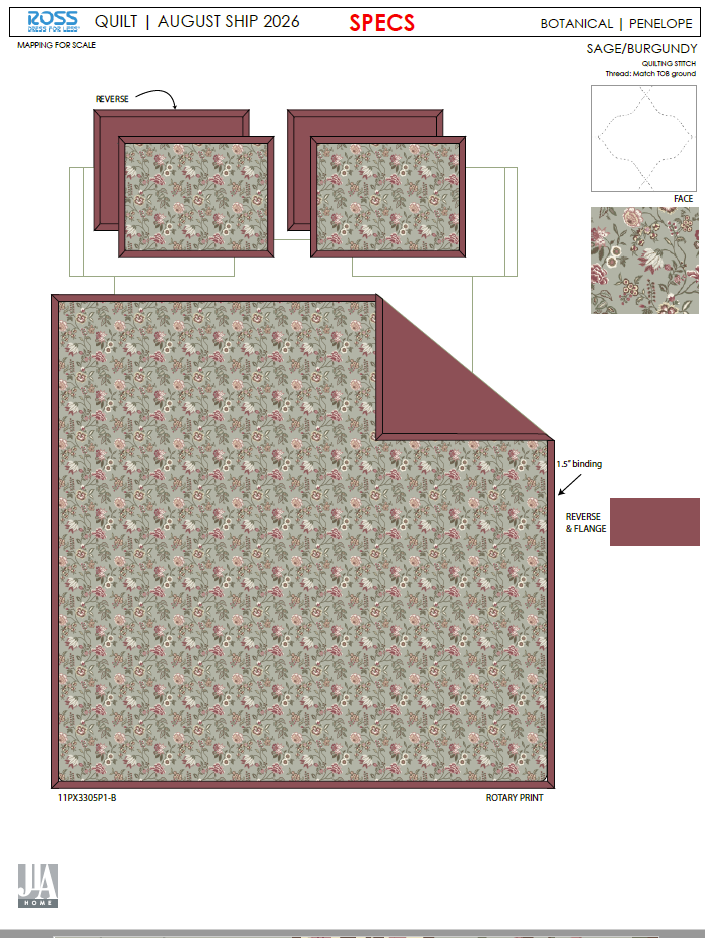 ROSS
DRESS FOR LESS
QUILT | AUGUST SHIP 2026
SPECS
BOTANICAL | PENELOPE
MAPPING FOR SCALE
SAGE/BURGUNDY
QUILTING STITCH
Thread: Match TOB ground
REVERSE
FACE
1.5" binding
REVERSE
& FLANGE
11PX3305P1-B
ROTARY PRINT
JLA
HOME